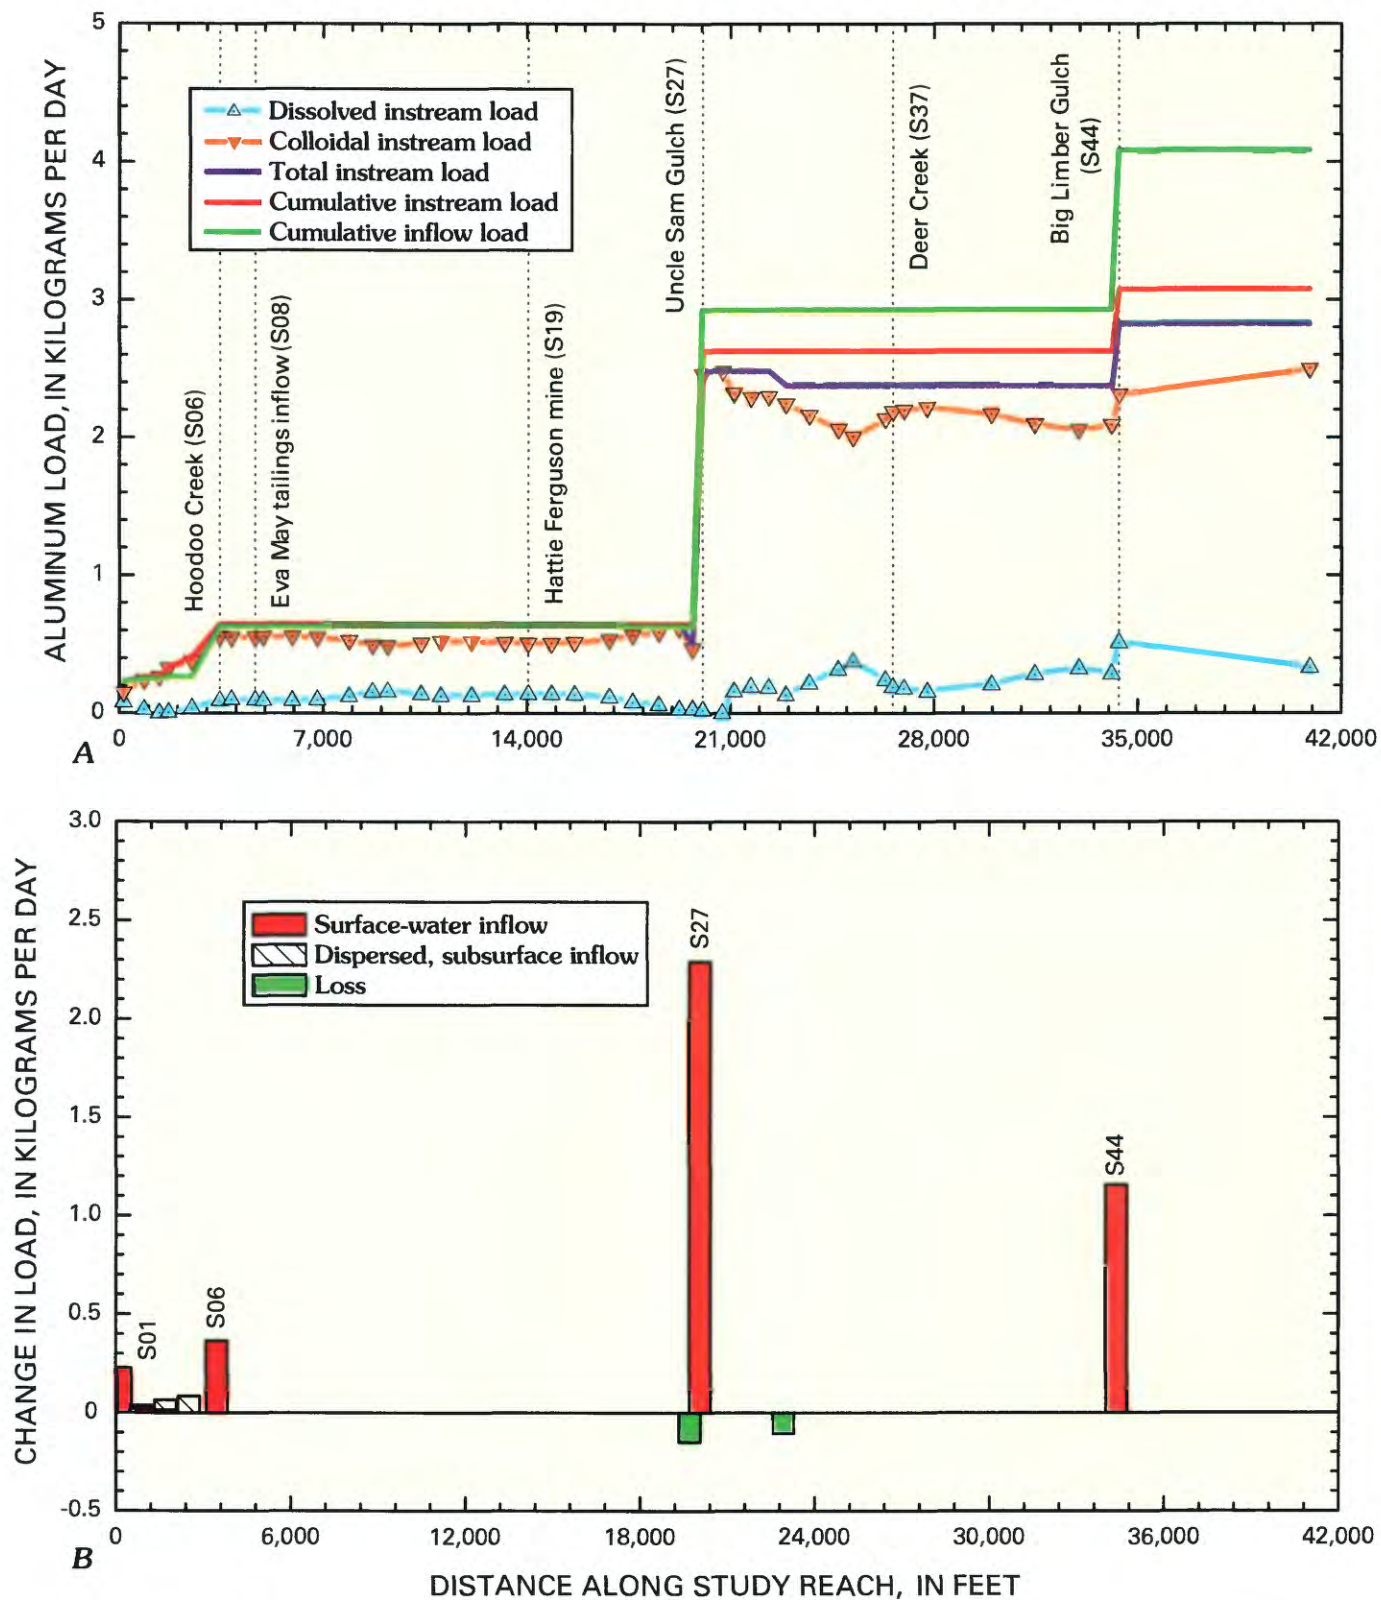 5
4
3
2
1
0
ALUMINUM LOAD, IN KILOGRAMS PER DAY
Dissolved instream load
Colloidal instream load
Total instream load
Cumulative instream load
Cumulative inflow load
Hoodoo Creek (S06)
Eva May tailings inflow (S08)
Hattie Ferguson mine (S19)
Uncle Sam Gulch (S27)
Deer Creek (S37)
Big Limber Gulch
(S44)
A
0 7,000 14,000 21,000 28,000 35,000 42,000
3.0
2.5
2.0
1.5
1.0
0.5
0
-0.5
CHANGE IN LOAD, IN KILOGRAMS PER DAY
Surface-water inflow
Dispersed, subsurface inflow
Loss
S01
S06
S27
S44
B
0 6,000 12,000 18,000 24,000 30,000 36,000 42,000
DISTANCE ALONG STUDY REACH, IN FEET